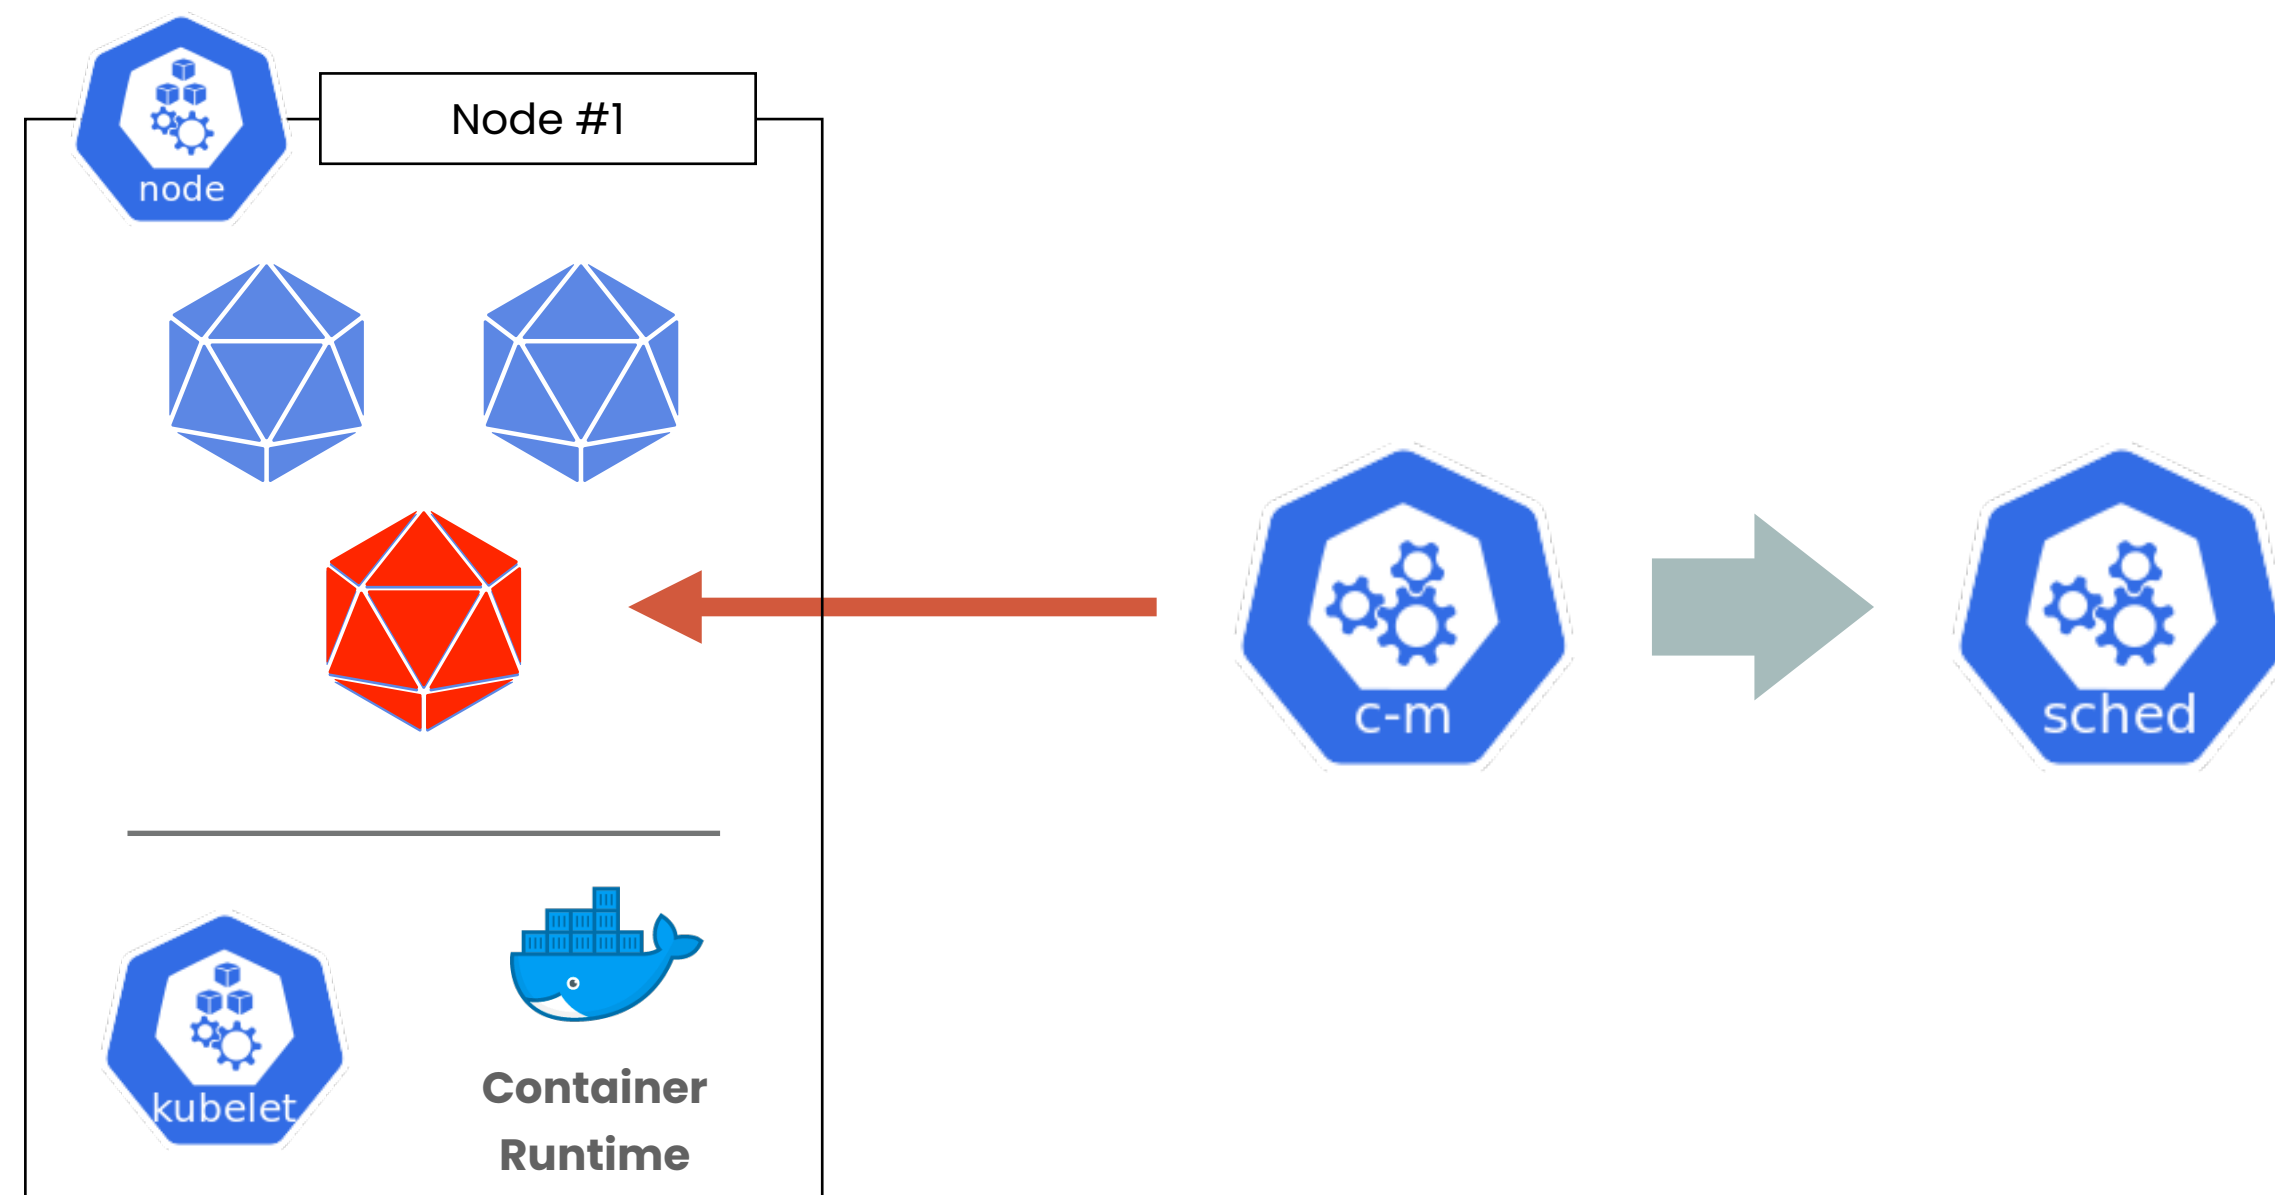 Node #1
node
c-m
sched
kubelet
Container
Runtime